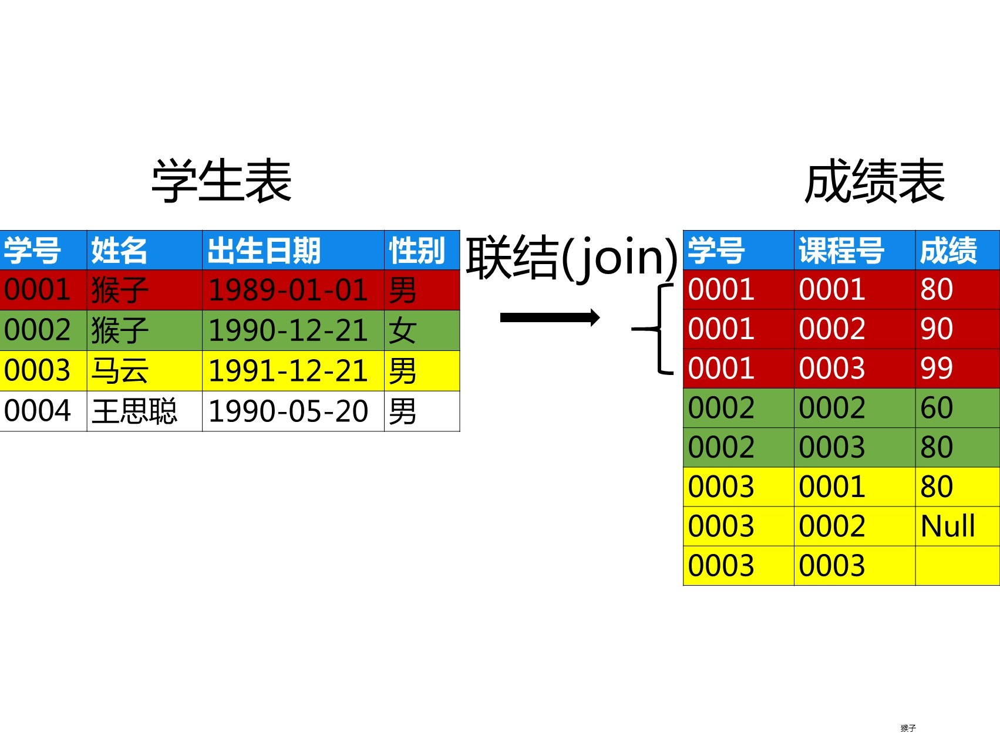 学生表
学号 姓名 出生日期 性别
0001 猴子 1989-01-01 男
0002 猴子 1990-12-21 女
0003 马云 1991-12-21 男
0004 王思聪 1990-05-20 男
联结(join)
成绩表
学号 课程号 成绩
0001 0001 80
0001 0002 90
0001 0003 99
0002 0002 60
0002 0003 80
0003 0001 80
0003 0002 Null
0003 0003
猴子